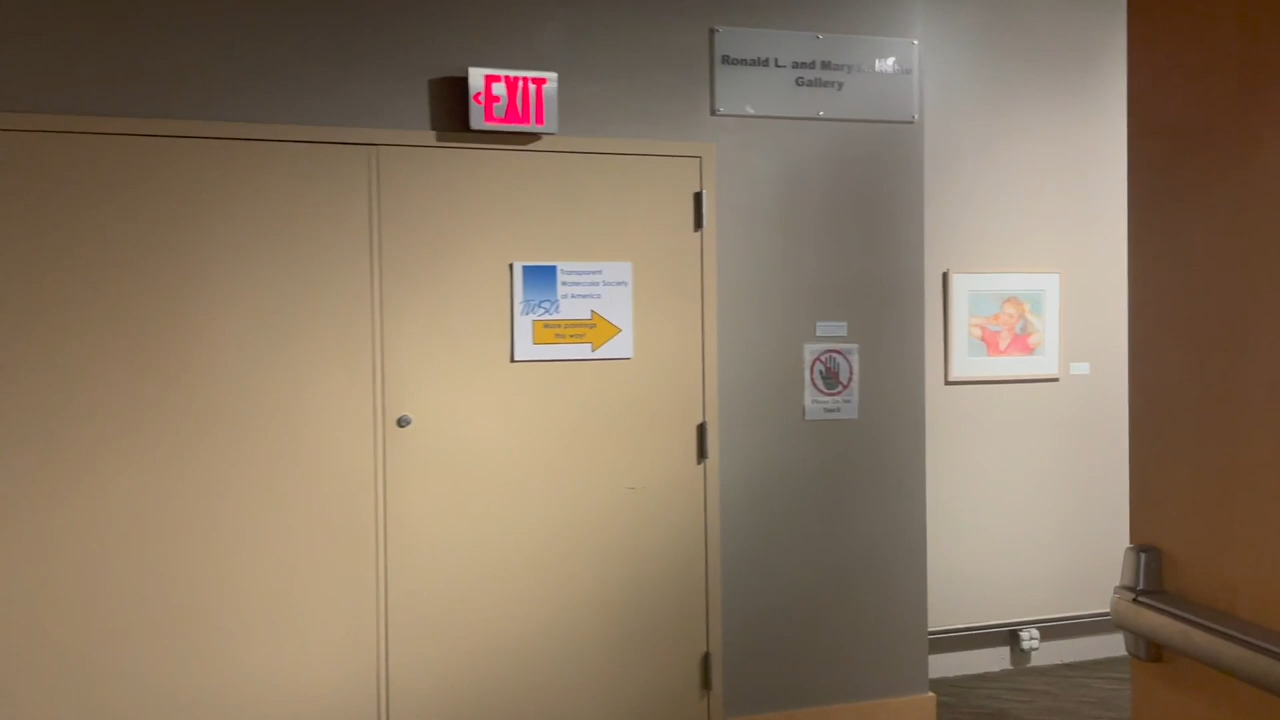 EXIT
Ronald L. and Mary
Gallery
Transparent
Watercolor Society
of America
TWSA
More paintings
this way!
Please Do Not
Touch